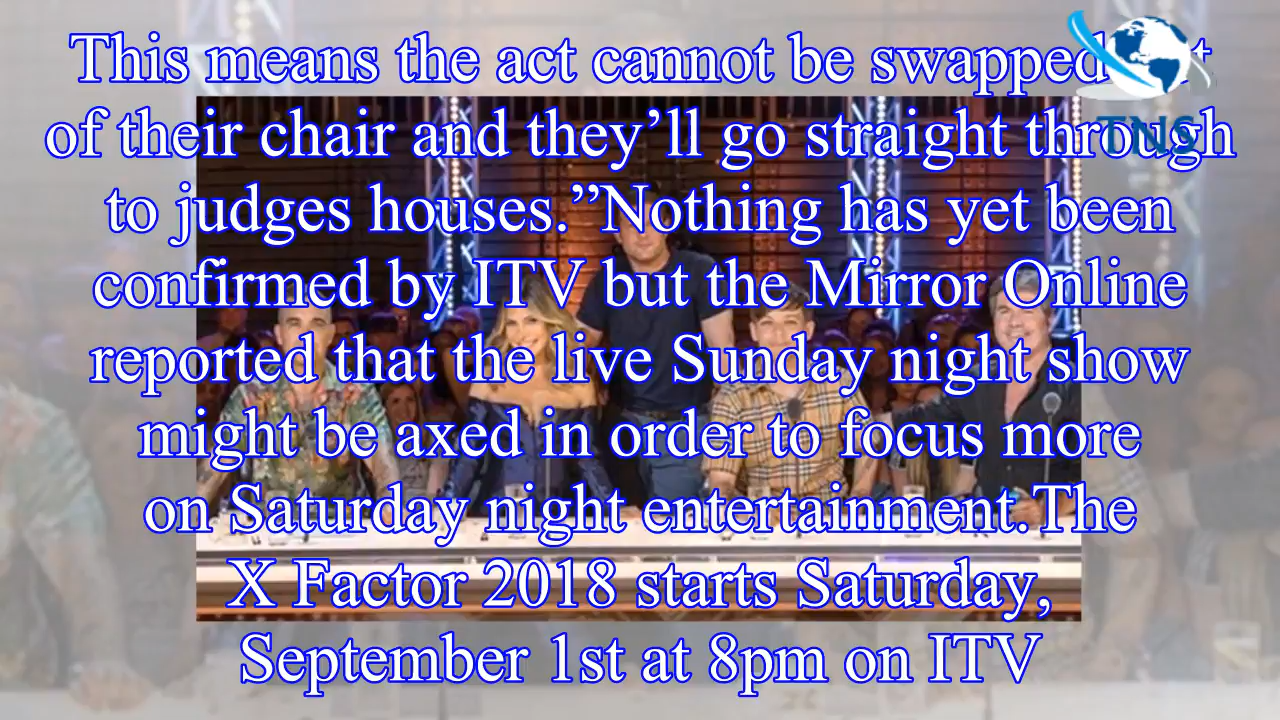 This means the act cannot be swapped
of their chair and they’ll go straight through
to judges houses.”Nothing has yet been
confirmed by ITV but the Mirror Online
reported that the live Sunday night show
might be axed in order to focus more
on Saturday night entertainment.The
X Factor 2018 starts Saturday,
September 1st at 8pm on ITV
TNS